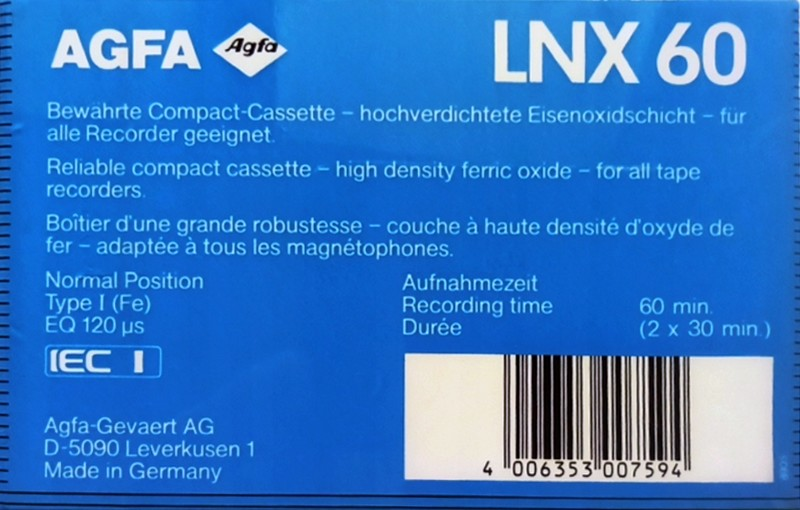 AGFA Agfa LNX 60
Bewährte Compact-Cassette – hochverdichtete Eisenoxidschicht – für
alle Recorder geeignet.
Reliable compact cassette – high density ferric oxide – for all tape
recorders.
Boîtier d'une grande robustesse – couche à haute densité d'oxyde de
fer – adaptée à tous les magnétophones.
Normal Position
Type I (Fe)
EQ 120 µs
IEC I
Aufnahmezeit
Recording time 60 min.
Durée (2 x 30 min.)
Agfa-Gevaert AG
D-5090 Leverkusen 1
Made in Germany
4 006353 007594